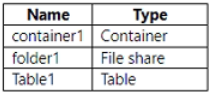 Name Type
container1 Container
folder1 File share
Table1 Table